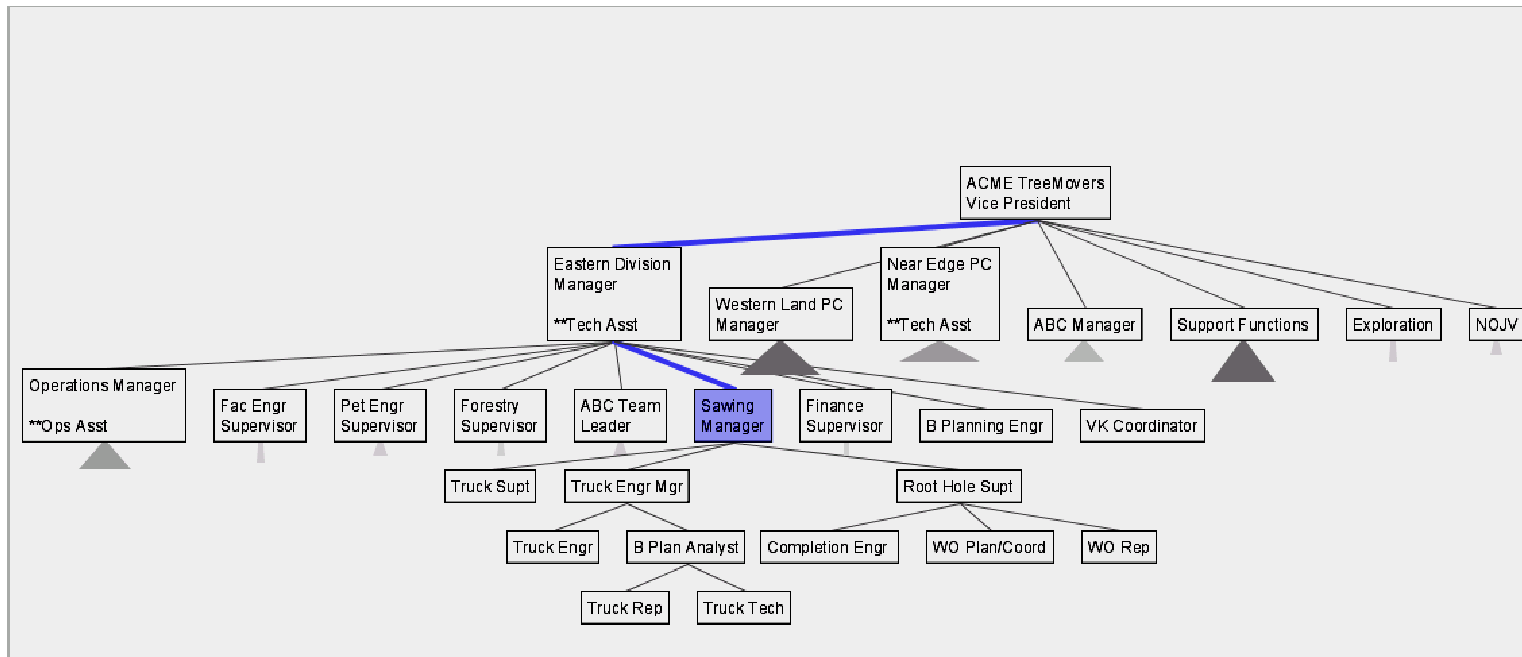 ACME TreeMovers
Vice President
Eastern Division
Manager
**Tech Asst
Western Land PC
Manager
Near Edge PC
Manager
**Tech Asst
ABC Manager
Support Functions
Exploration
NOJV
Operations Manager
**Ops Asst
Fac Engr
Supervisor
Pet Engr
Supervisor
Forestry
Supervisor
ABC Team
Leader
Sawing
Manager
Finance
Supervisor
B Planning Engr
VK Coordinator
Truck Supt
Truck Engr Mgr
Root Hole Supt
Truck Engr
B Plan Analyst
Completion Engr
WO Plan/Coord
WO Rep
Truck Rep
Truck Tech